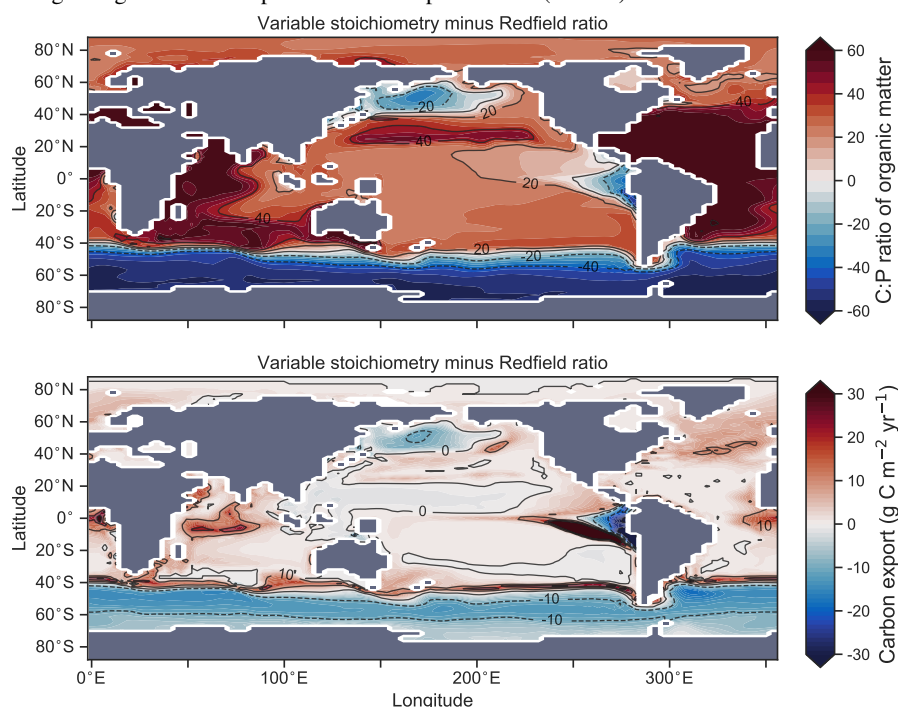 Variable stoichiometry minus Redfield ratio
80°N
60°N
40°N
20°N
0°
20°S
40°S
60°S
80°S
Latitude
20
20
40
20
40
20
20
40
40
60
40
20
0
-20
-40
-60
C:P ratio of organic matter
Variable stoichiometry minus Redfield ratio
80°N
60°N
40°N
20°N
0°
20°S
40°S
60°S
80°S
Latitude
0
0
10
10
10
-10
30
20
10
0
-10
-20
-30
Carbon export (g C m⁻² yr⁻¹)
0°E
100°E
200°E
300°E
Longitude